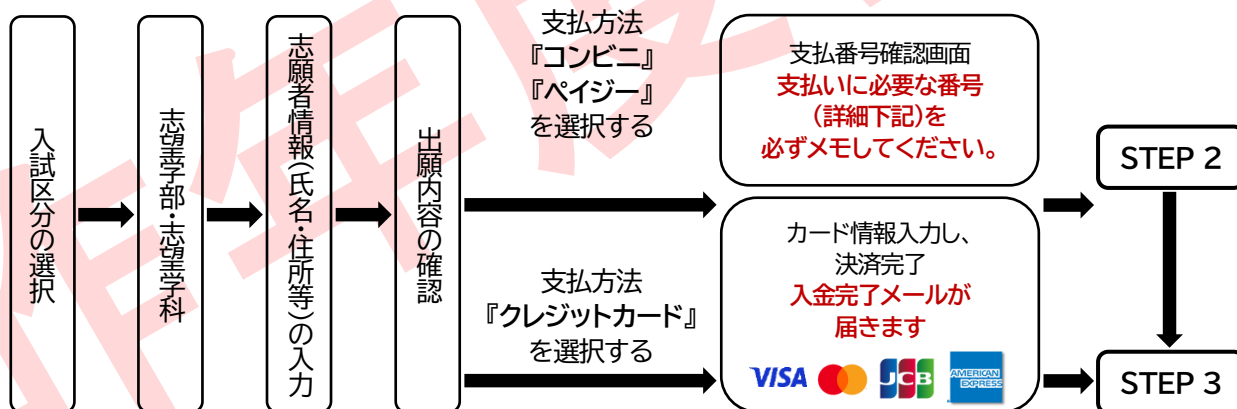 入試区分の選択
志望学部・志望学科
志願者情報(氏名・住所等)の入力
出願内容の確認
支払方法
『コンビニ』
『ペイジー』
を選択する
支払番号確認画面
支払いに必要な番号
(詳細下記)を
必ずメモしてください。
STEP 2
支払方法
『クレジットカード』
を選択する
カード情報入力し、
決済完了
入金完了メールが
届きます
VISA
JCB
AMERICAN
EXPRESS
STEP 3
昨年度